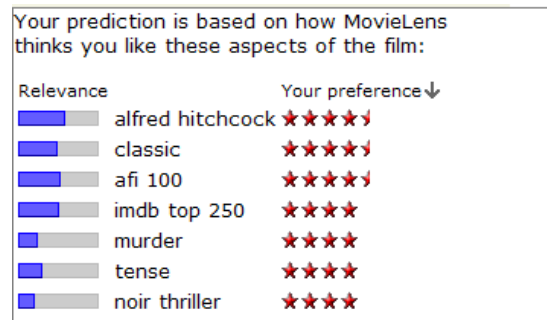 Your prediction is based on how MovieLens
thinks you like these aspects of the film:
Relevance Your preference
alfred hitchcock
classic
afi 100
imdb top 250
murder
tense
noir thriller